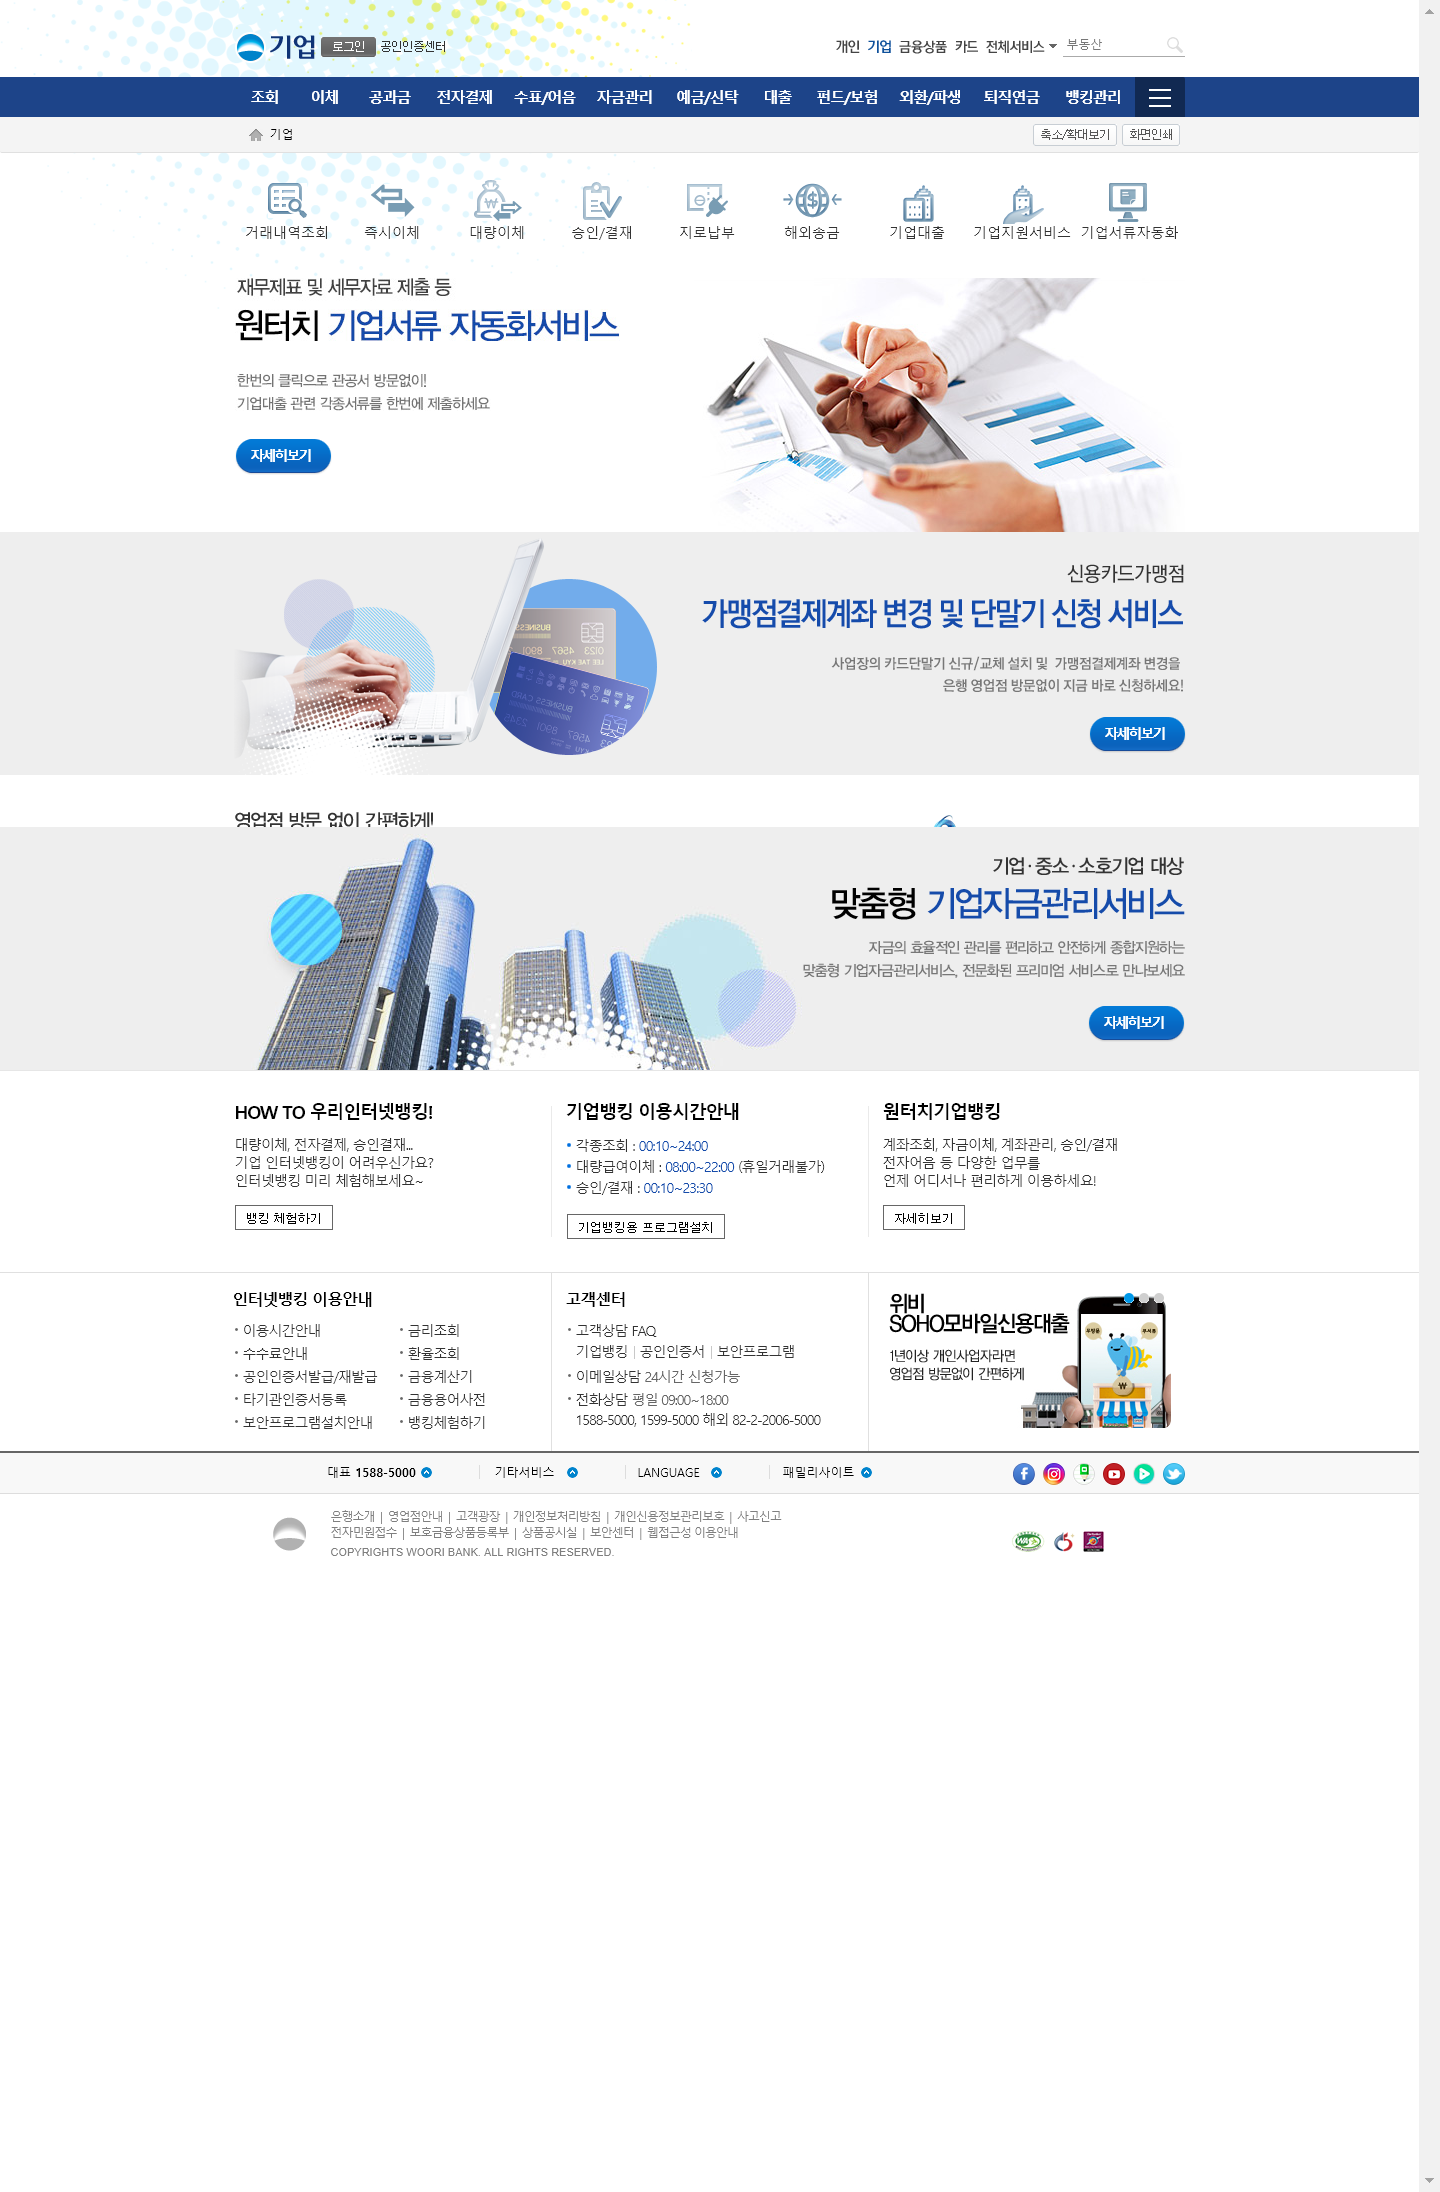 기업 로그인 공인인증센터
개인 기업 금융상품 카드 전체서비스 부동산
조회 이체 공과금 전자결제 수표/어음 자금관리 예금/신탁 대출 펀드/보험 외환/파생 퇴직연금 뱅킹관리
기업 축소/확대보기 화면인쇄
거래내역조회 즉시이체 대량이체 승인/결재 지로납부 해외송금 기업대출 기업지원서비스 기업서류자동화
재무제표 및 세무자료 제출 등
원터치 기업서류 자동화서비스
한번의 클릭으로 관공서 방문없이!
기업대출 관련 각종서류를 한번에 제출하세요
자세히보기
신용카드가맹점
가맹점결제계좌 변경 및 단말기 신청 서비스
사업장의 카드단말기 신규/교체 설치 및 가맹점결제계좌 변경을
은행 영업점 방문없이 지금 바로 신청하세요!
자세히보기
영업점 방문 없이 간편하게!
기업·중소·소호기업 대상
맞춤형 기업자금관리서비스
자금의 효율적인 관리를 편리하고 안전하게 종합지원하는
맞춤형 기업자금관리서비스, 전문화된 프리미엄 서비스로 만나보세요
자세히보기
HOW TO 우리인터넷뱅킹!
대량이체, 전자결제, 승인결재...
기업 인터넷뱅킹이 어려우신가요?
인터넷뱅킹 미리 체험해보세요~
뱅킹 체험하기
기업뱅킹 이용시간안내
각종조회 : 00:10~24:00
대량급여이체 : 08:00~22:00 (휴일거래불가)
승인/결재 : 00:10~23:30
기업뱅킹용 프로그램설치
원터치기업뱅킹
계좌조회, 자금이체, 계좌관리, 승인/결재
전자어음 등 다양한 업무를
언제 어디서나 편리하게 이용하세요!
자세히보기
인터넷뱅킹 이용안내
이용시간안내 금리조회
수수료안내 환율조회
공인인증서발급/재발급 금융계산기
타기관인증서등록 금융용어사전
보안프로그램설치안내 뱅킹체험하기
고객센터
고객상담 FAQ
기업뱅킹 | 공인인증서 | 보안프로그램
이메일상담 24시간 신청가능
전화상담 평일 09:00~18:00
1588-5000, 1599-5000 해외 82-2-2006-5000
위비
SOHO모바일신용대출
1년이상 개인사업자라면
영업점 방문없이 간편하게
대표 1588-5000 기타서비스 LANGUAGE 패밀리사이트
은행소개 | 영업점안내 | 고객광장 | 개인정보처리방침 | 개인신용정보관리보호 | 사고신고
전자민원접수 | 보호금융상품등록부 | 상품공시실 | 보안센터 | 웹접근성 이용안내
COPYRIGHTS WOORI BANK. ALL RIGHTS RESERVED.